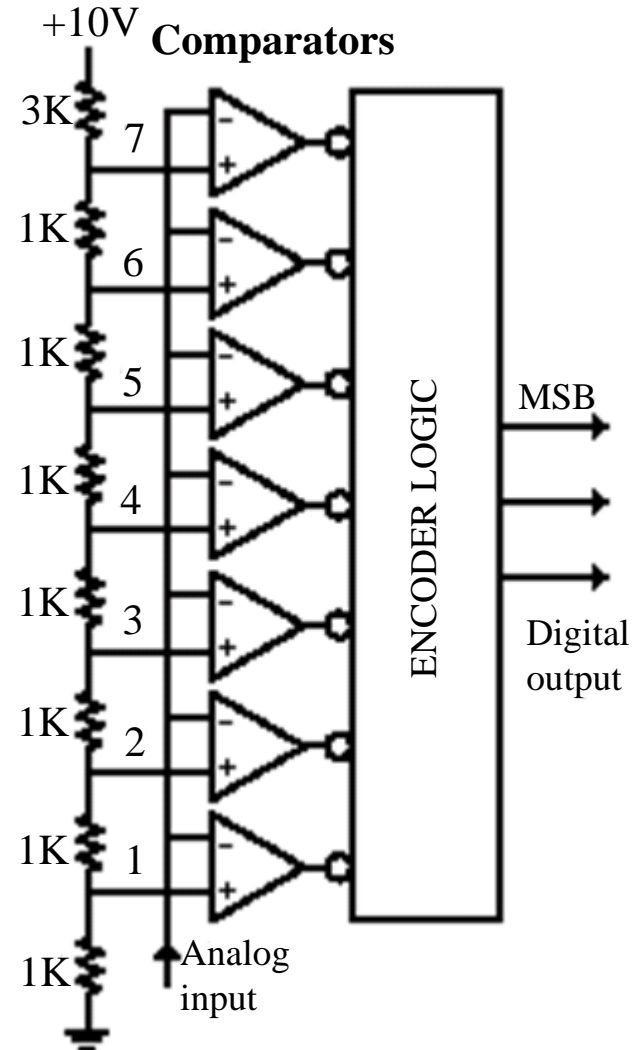 +10V
Comparators
3K
7
-
+
1K
6
-
+
1K
5
-
+
MSB
1K
4
-
+
ENCODER LOGIC
1K
3
-
+
Digital
output
1K
2
-
+
1K
1
-
+
1K
Analog
input